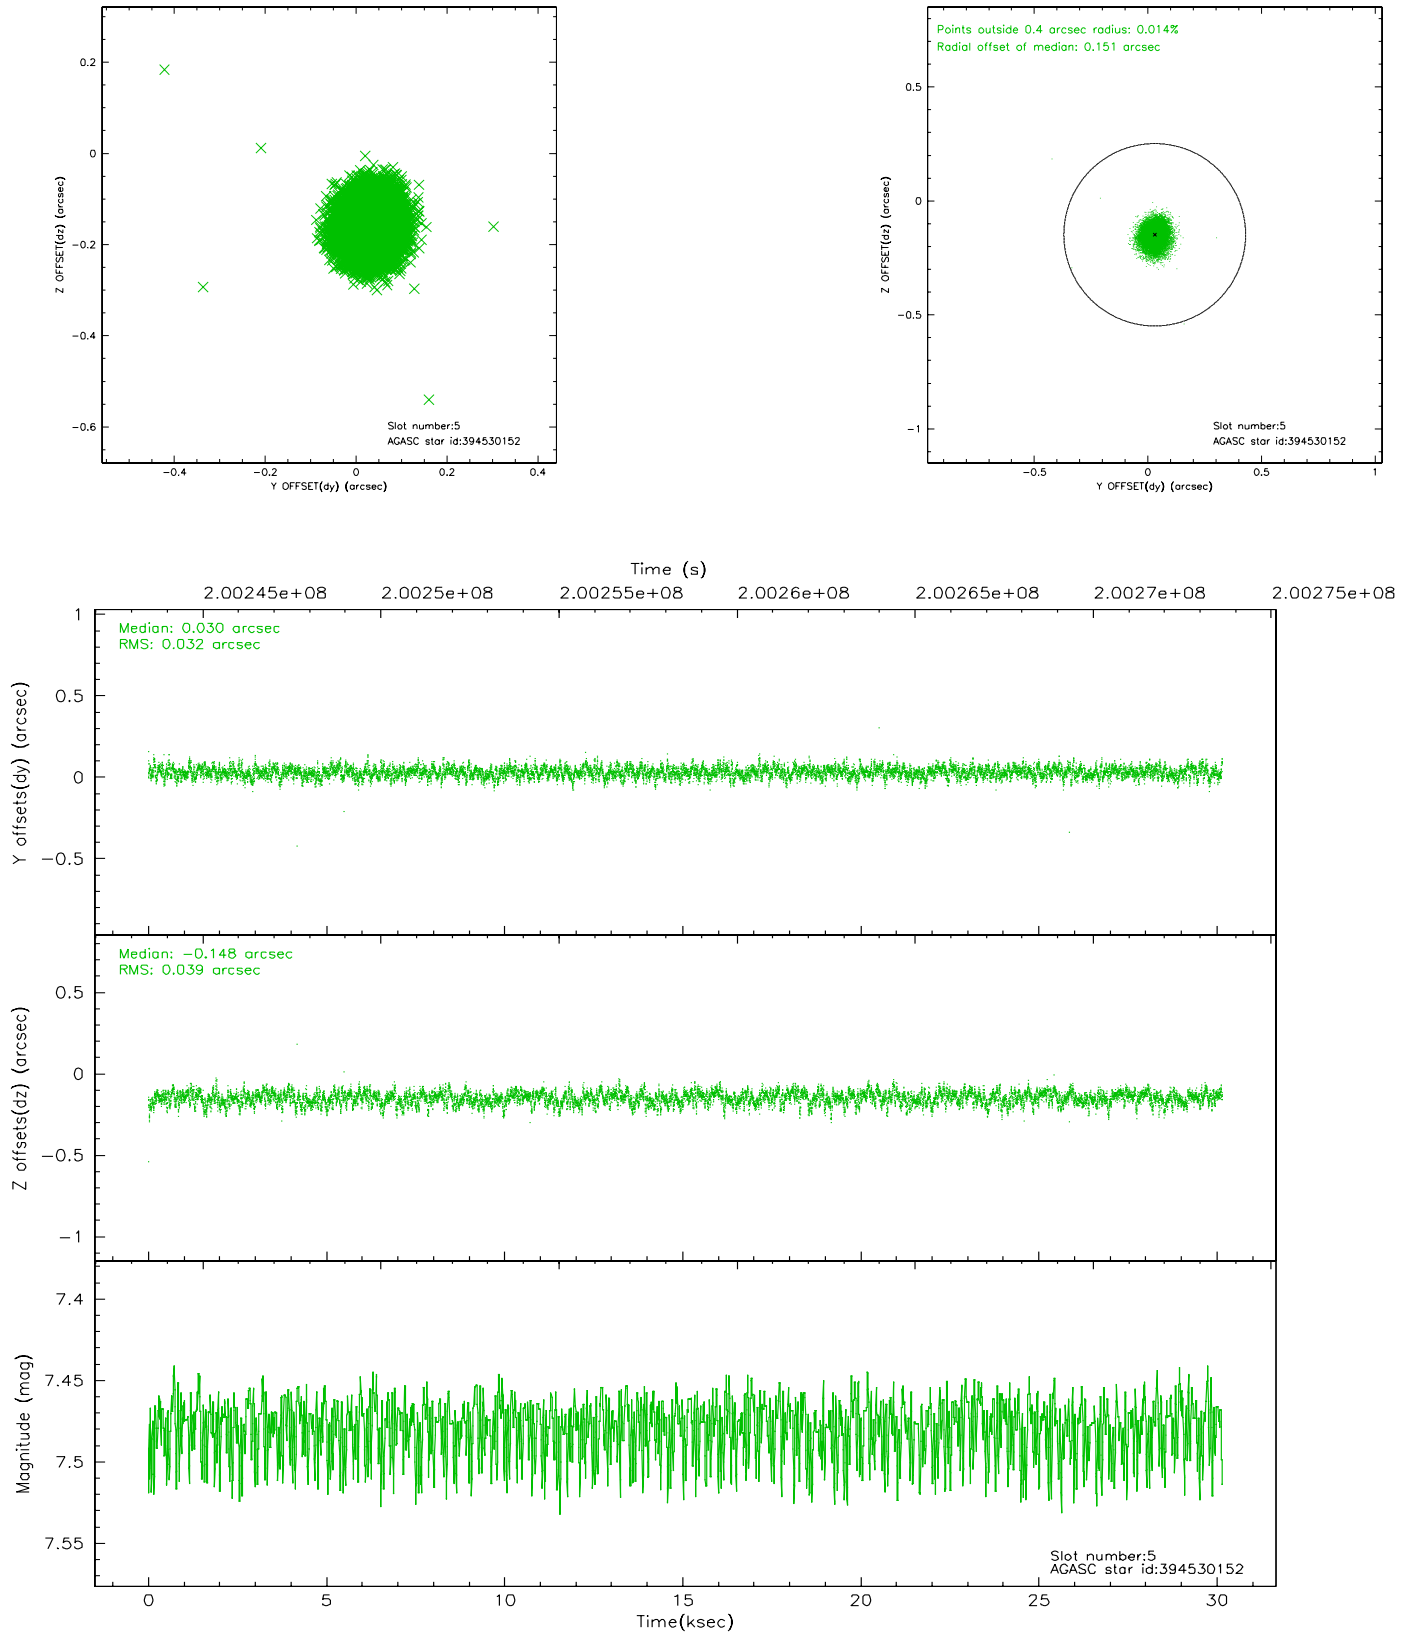 0.2
0
−0.2
−0.4
−0.6
Z OFFSET(dz) (arcsec)
Slot number:5
AGASC star id:394530152
−0.4 −0.2 0 0.2 0.4
Y OFFSET(dy) (arcsec)
Points outside 0.4 arcsec radius: 0.014%
Radial offset of median: 0.151 arcsec
0.5
0
−0.5
−1
Z OFFSET(dz) (arcsec)
Slot number:5
AGASC star id:394530152
−0.5 0 0.5 1
Y OFFSET(dy) (arcsec)
Time (s)
2.00245e+08 2.0025e+08 2.00255e+08 2.0026e+08 2.00265e+08 2.0027e+08 2.00275e+08
Median: 0.030 arcsec
RMS: 0.032 arcsec
1
0.5
0
−0.5
Y offsets(dy) (arcsec)
Median: −0.148 arcsec
RMS: 0.039 arcsec
0.5
0
−0.5
−1
Z offsets(dz) (arcsec)
7.4
7.45
7.5
7.55
Magnitude (mag)
Slot number:5
AGASC star id:394530152
0 5 10 15 20 25 30
Time(ksec)